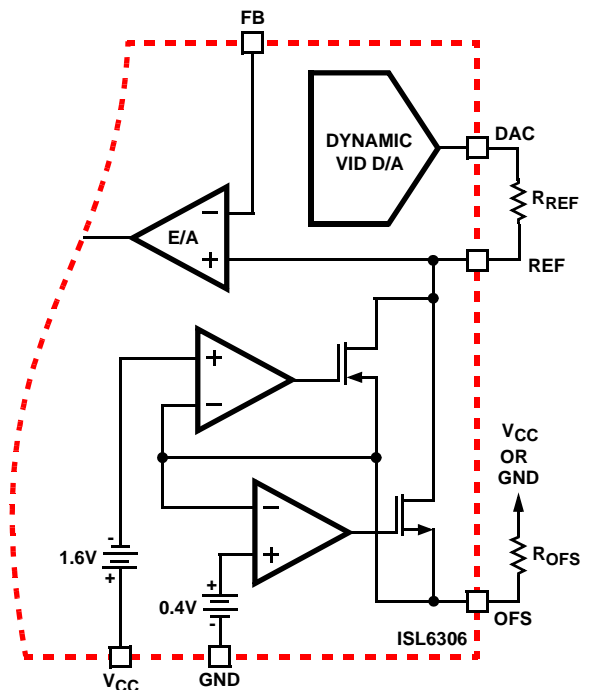 FB
DYNAMIC
VID D/A
DAC
RREF
REF
E/A
−
+
+
−
−
+
VCC
OR
GND
ROFS
OFS
-
1.6V
+
+
0.4V
-
ISL6306
VCC
GND